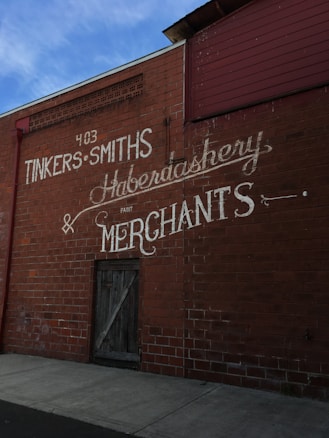 403
TINKERS • SMITHS
Haberdashery
& PAINT
MERCHANTS